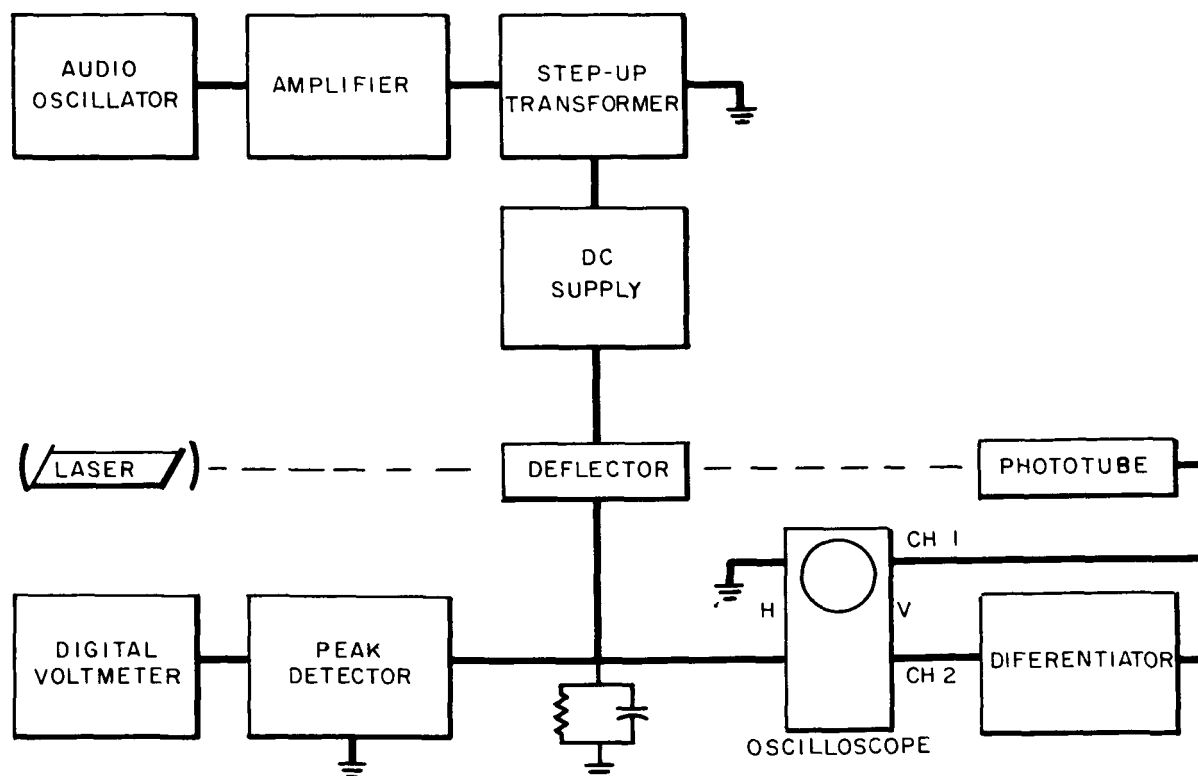 AUDIO
OSCILLATOR
AMPLIFIER
STEP-UP
TRANSFORMER
DC
SUPPLY
LASER
DEFLECTOR
PHOTOTUBE
CH 1
H
V
DIGITAL
VOLTMETER
PEAK
DETECTOR
CH 2
DIFERENTIATOR
OSCILLOSCOPE